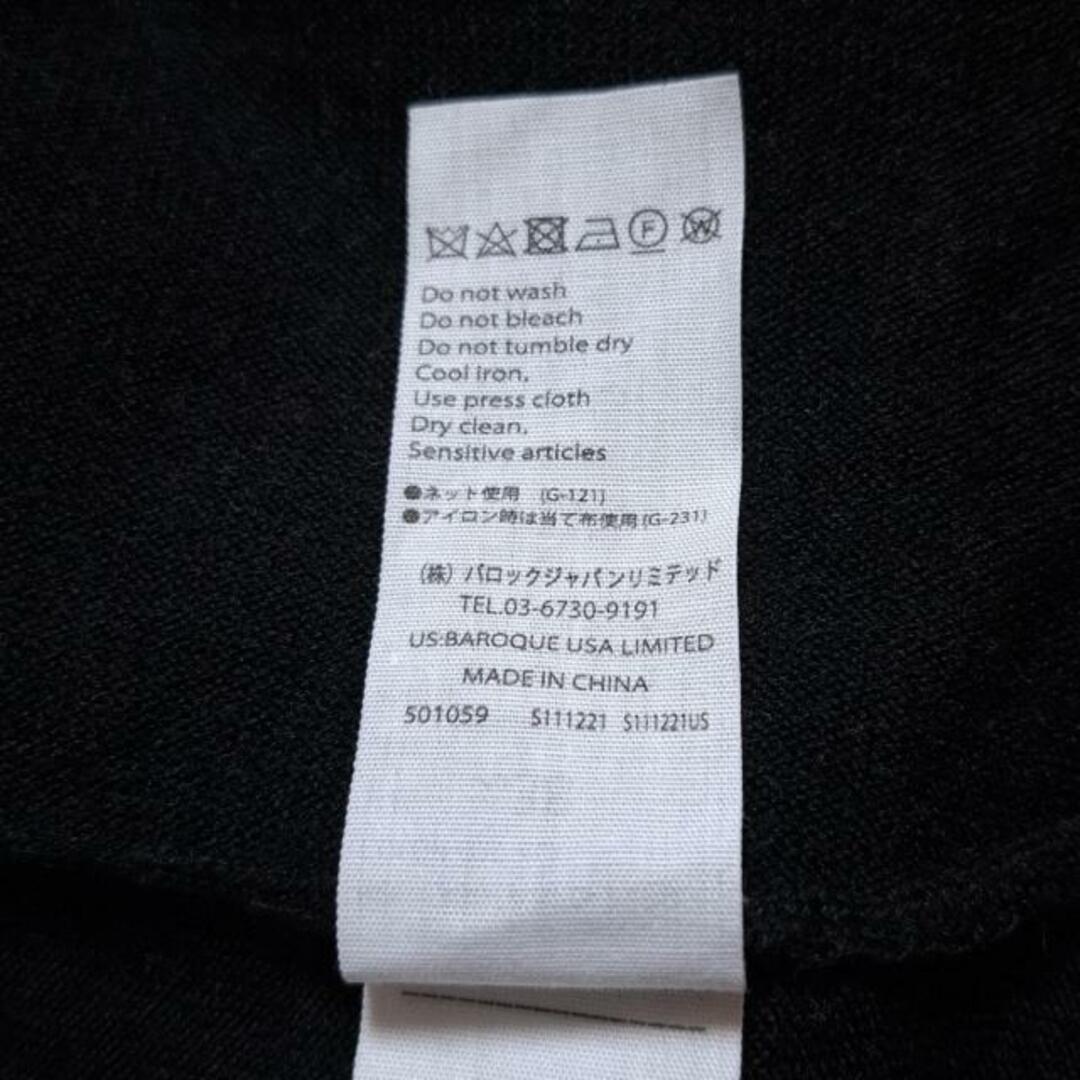 F W
Do not wash
Do not bleach
Do not tumble dry
Cool iron,
Use press cloth
Dry clean,
Sensitive articles
●ネット使用 (G-121)
●アイロン時は当て布使用(G-231)
(株) バロックジャパンリミテッド
TEL.03-6730-9191
US:BAROQUE USA LIMITED
MADE IN CHINA
501059 S111221 S111221US